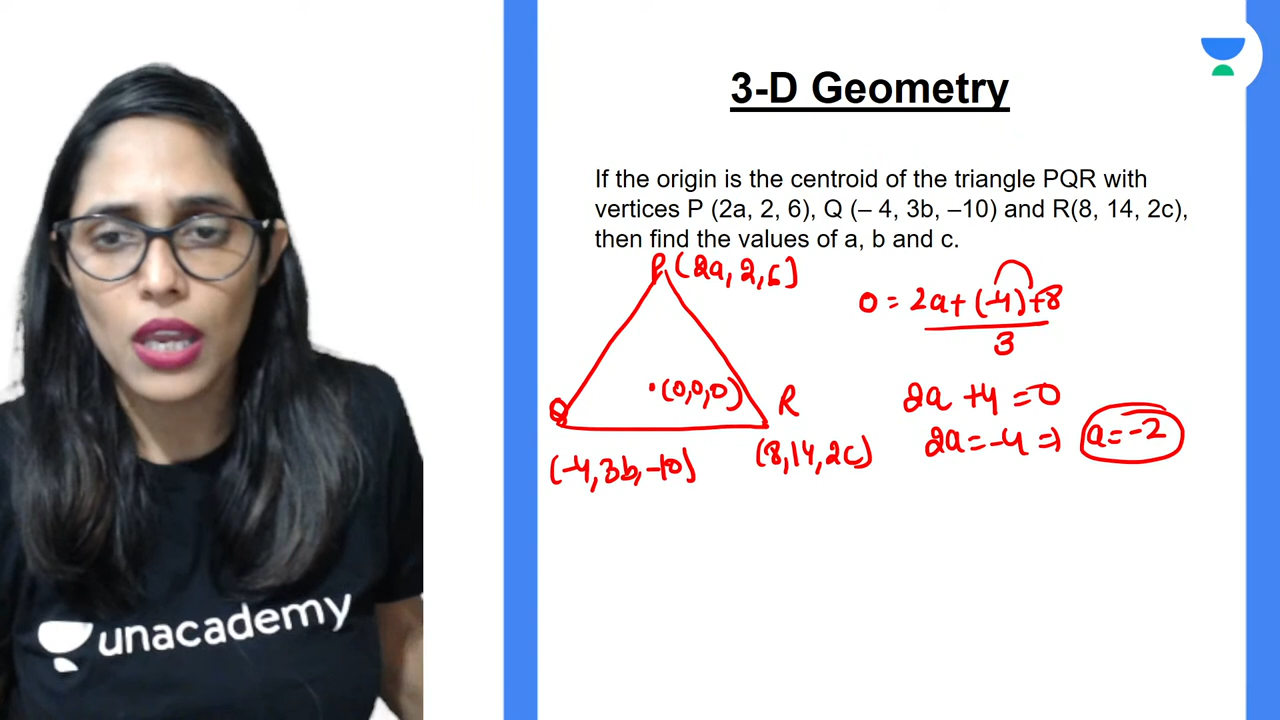 3-D Geometry
If the origin is the centroid of the triangle PQR with
vertices P (2a, 2, 6), Q (– 4, 3b, –10) and R(8, 14, 2c),
then find the values of a, b and c.
P (2a, 2, 6)
0 = 2a + (-4) + 8
3
(0,0,0)
Q
R
2a + 4 = 0
(-4, 3b, -10)
(8, 14, 2c)
2a = -4 ⇒ a = -2
unacademy